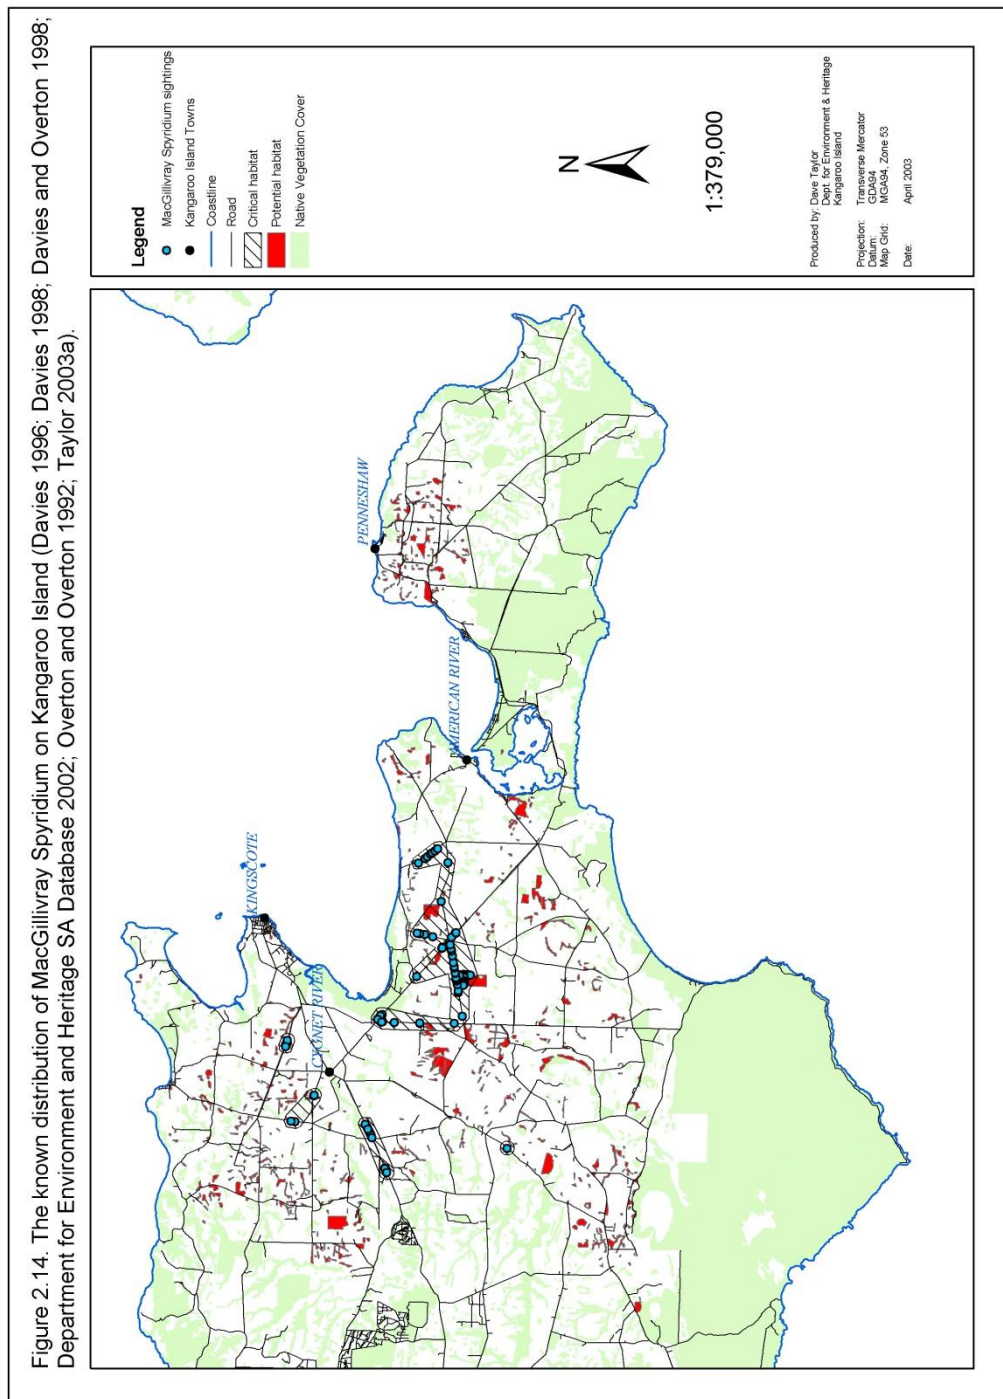 Figure 2.14. The known distribution of MacGillivray Spyridium on Kangaroo Island (Davies 1996; Davies 1998; Davies and Overton 1998;
Department for Environment and Heritage SA Database 2002; Overton and Overton 1992; Taylor 2003a).
KINGSCOTE
CYGNET RIVER
PENNESHAW
AMERICAN RIVER
Legend
MacGillivray Spyridium sightings
Kangaroo Island Towns
Coastline
Road
Critical habitat
Potential habitat
Native Vegetation Cover
N
1:379,000
Produced by: Dave Taylor
Dept. for Environment & Heritage
Kangaroo Island
Projection: Transverse Mercator
Datum: GDA94
Map Grid: MGA94, Zone 53
Date: April 2003